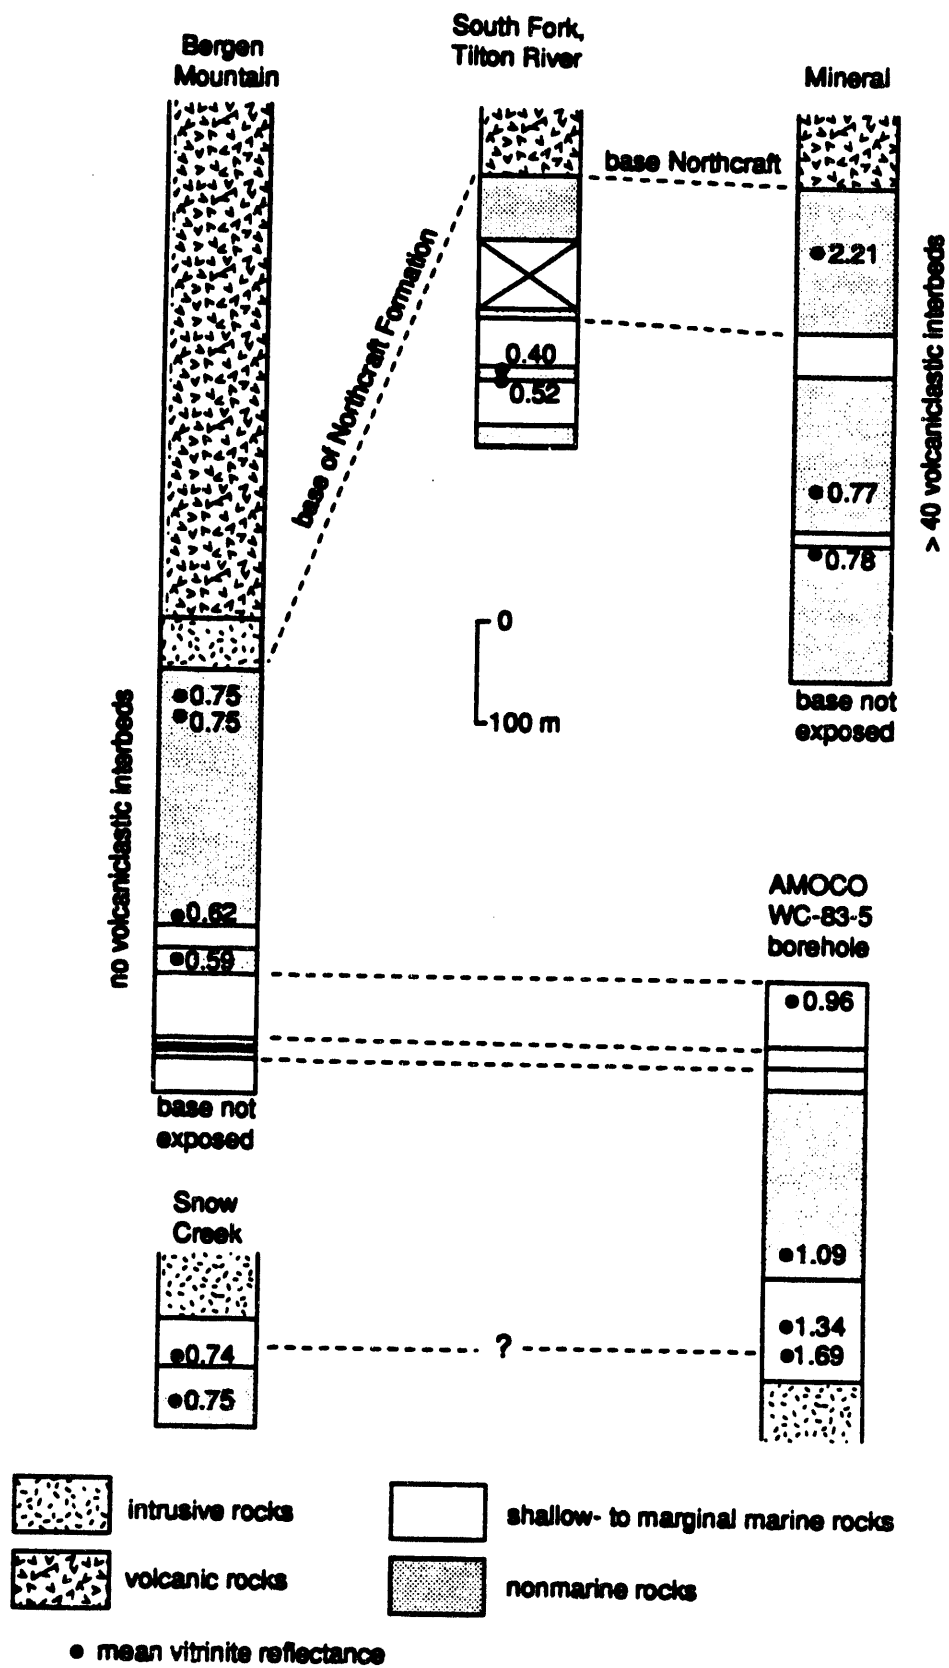 Bergen
Mountain
South Fork,
Tilton River
Mineral
base Northcraft
base of Northcraft Formation
2.21
0.40
0.52
0.77
0.78
> 40 volcaniclastic interbeds
base not
exposed
0
100 m
no volcaniclastic interbeds
0.75
0.75
0.62
0.59
base not
exposed
AMOCO
WC-83-5
borehole
0.96
1.09
1.34
1.69
Snow
Creek
0.74
0.75
?
intrusive rocks
shallow- to marginal marine rocks
volcanic rocks
nonmarine rocks
mean vitrinite reflectance